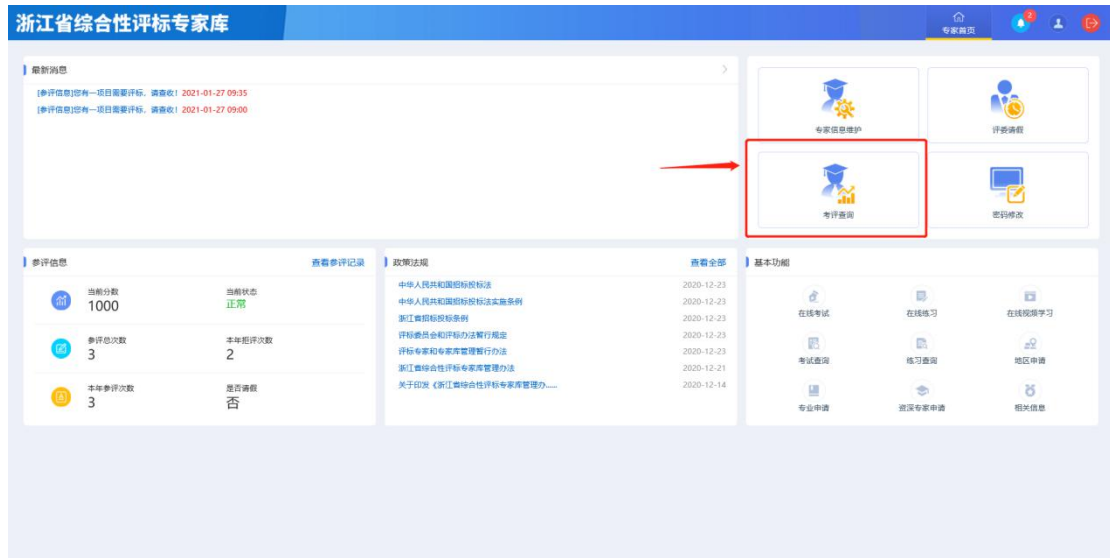 浙江省综合性评标专家库
专家首页
2
最新消息
[参评信息]您有一项目需要评标，请查收！2021-01-27 09:35
[参评信息]您有一项目需要评标，请查收！2021-01-27 09:00
专家信息维护
评委请假
考评查询
密码修改
参评信息
查看参评记录
当前分数
1000
当前状态
正常
参评总次数
3
本年拒评次数
2
本年参评次数
3
是否请假
否
政策法规
查看全部
中华人民共和国招标投标法 2020-12-23
中华人民共和国招标投标法实施条例 2020-12-23
浙江省招标投标条例 2020-12-23
评标委员会和评标办法暂行规定 2020-12-23
评标专家和专家库管理暂行办法 2020-12-23
浙江省综合性评标专家库管理办法 2020-12-21
关于印发《浙江省综合性评标专家库管理办...... 2020-12-14
基本功能
在线考试
在线练习
在线视频学习
考试查询
练习查询
地区申请
专业申请
资深专家申请
相关信息